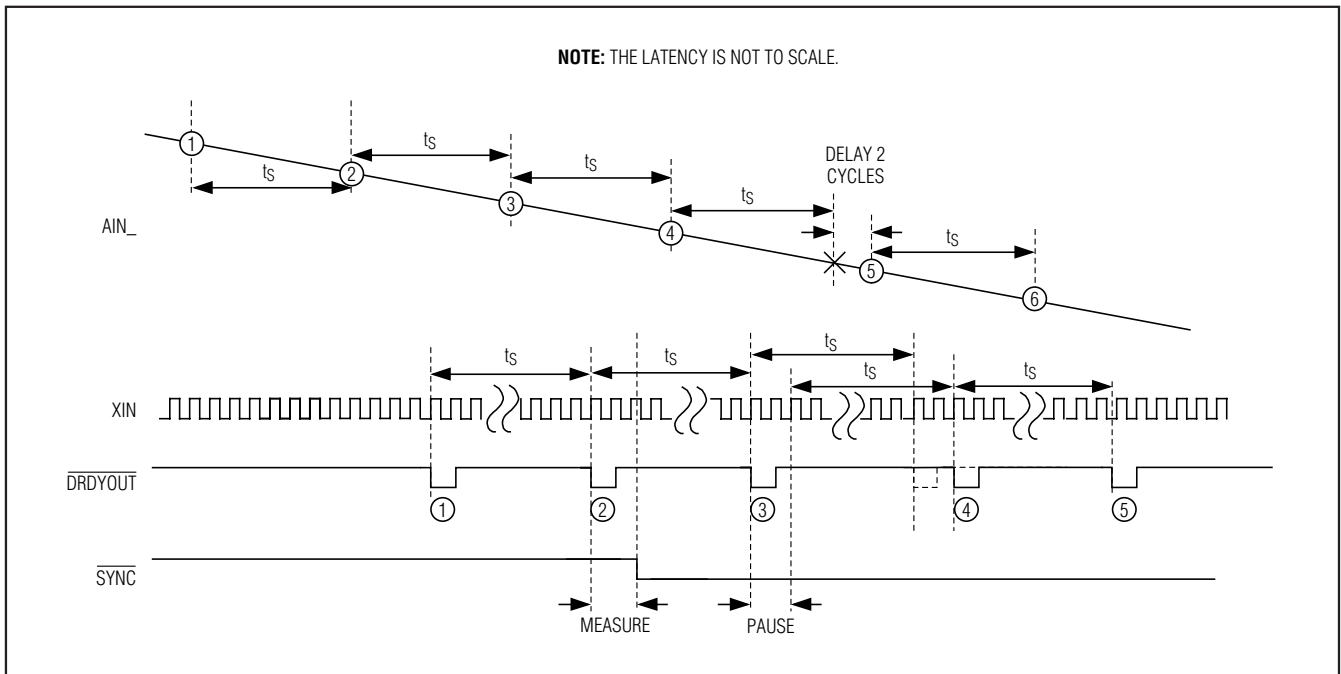 NOTE: THE LATENCY IS NOT TO SCALE.
tS
tS
tS
tS
DELAY 2
CYCLES
tS
AIN_
1
2
3
4
5
6
tS
tS
tS
tS
tS
XIN
DRDYOUT
1
2
3
4
5
SYNC
MEASURE
PAUSE